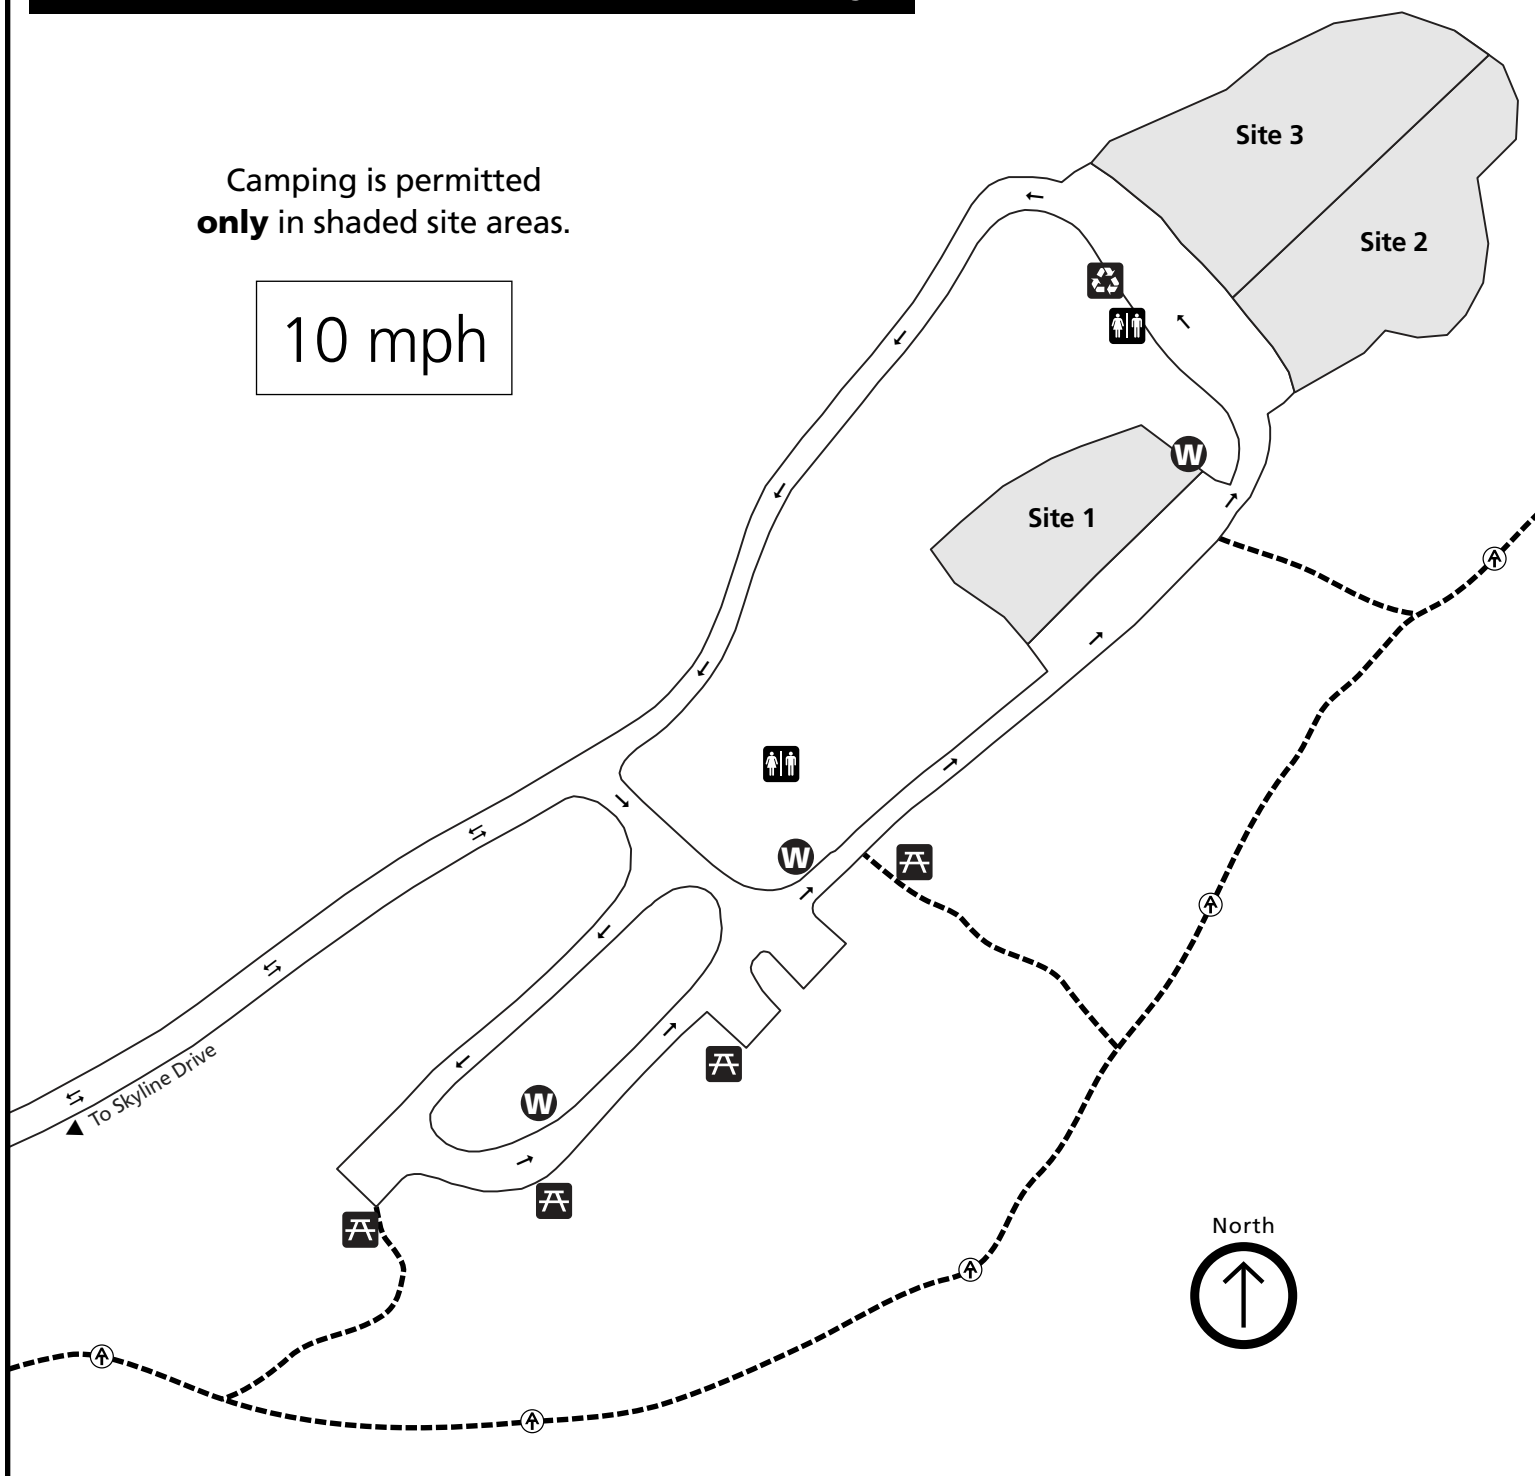 Camping is permitted
only in shaded site areas.
10 mph
Site 3
Site 2
W
Site 1
W
W
To Skyline Drive
North